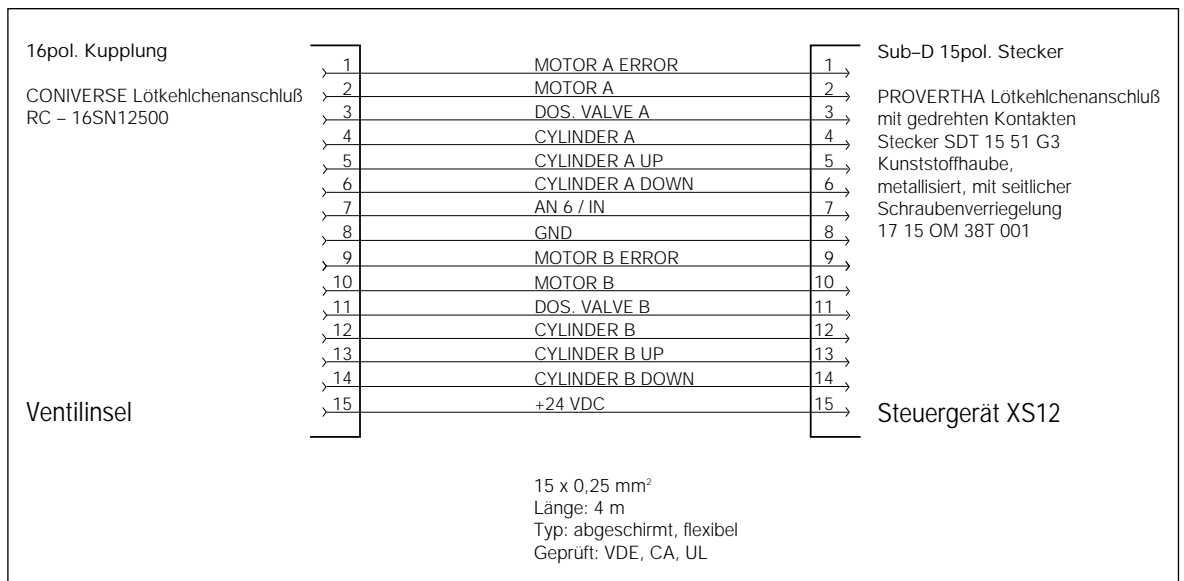 16pol. Kupplung
CONIVERSE Lötkehlchenanschluß
RC – 16SN12500
Ventilinsel
1 MOTOR A ERROR 1
2 MOTOR A 2
3 DOS. VALVE A 3
4 CYLINDER A 4
5 CYLINDER A UP 5
6 CYLINDER A DOWN 6
7 AN 6 / IN 7
8 GND 8
9 MOTOR B ERROR 9
10 MOTOR B 10
11 DOS. VALVE B 11
12 CYLINDER B 12
13 CYLINDER B UP 13
14 CYLINDER B DOWN 14
15 +24 VDC 15
Sub–D 15pol. Stecker
PROVERTHA Lötkehlchenanschluß
mit gedrehten Kontakten
Stecker SDT 15 51 G3
Kunststoffhaube,
metallisiert, mit seitlicher
Schraubenverriegelung
17 15 OM 38T 001
Steuergerät XS12
15 x 0,25 mm²
Länge: 4 m
Typ: abgeschirmt, flexibel
Geprüft: VDE, CA, UL